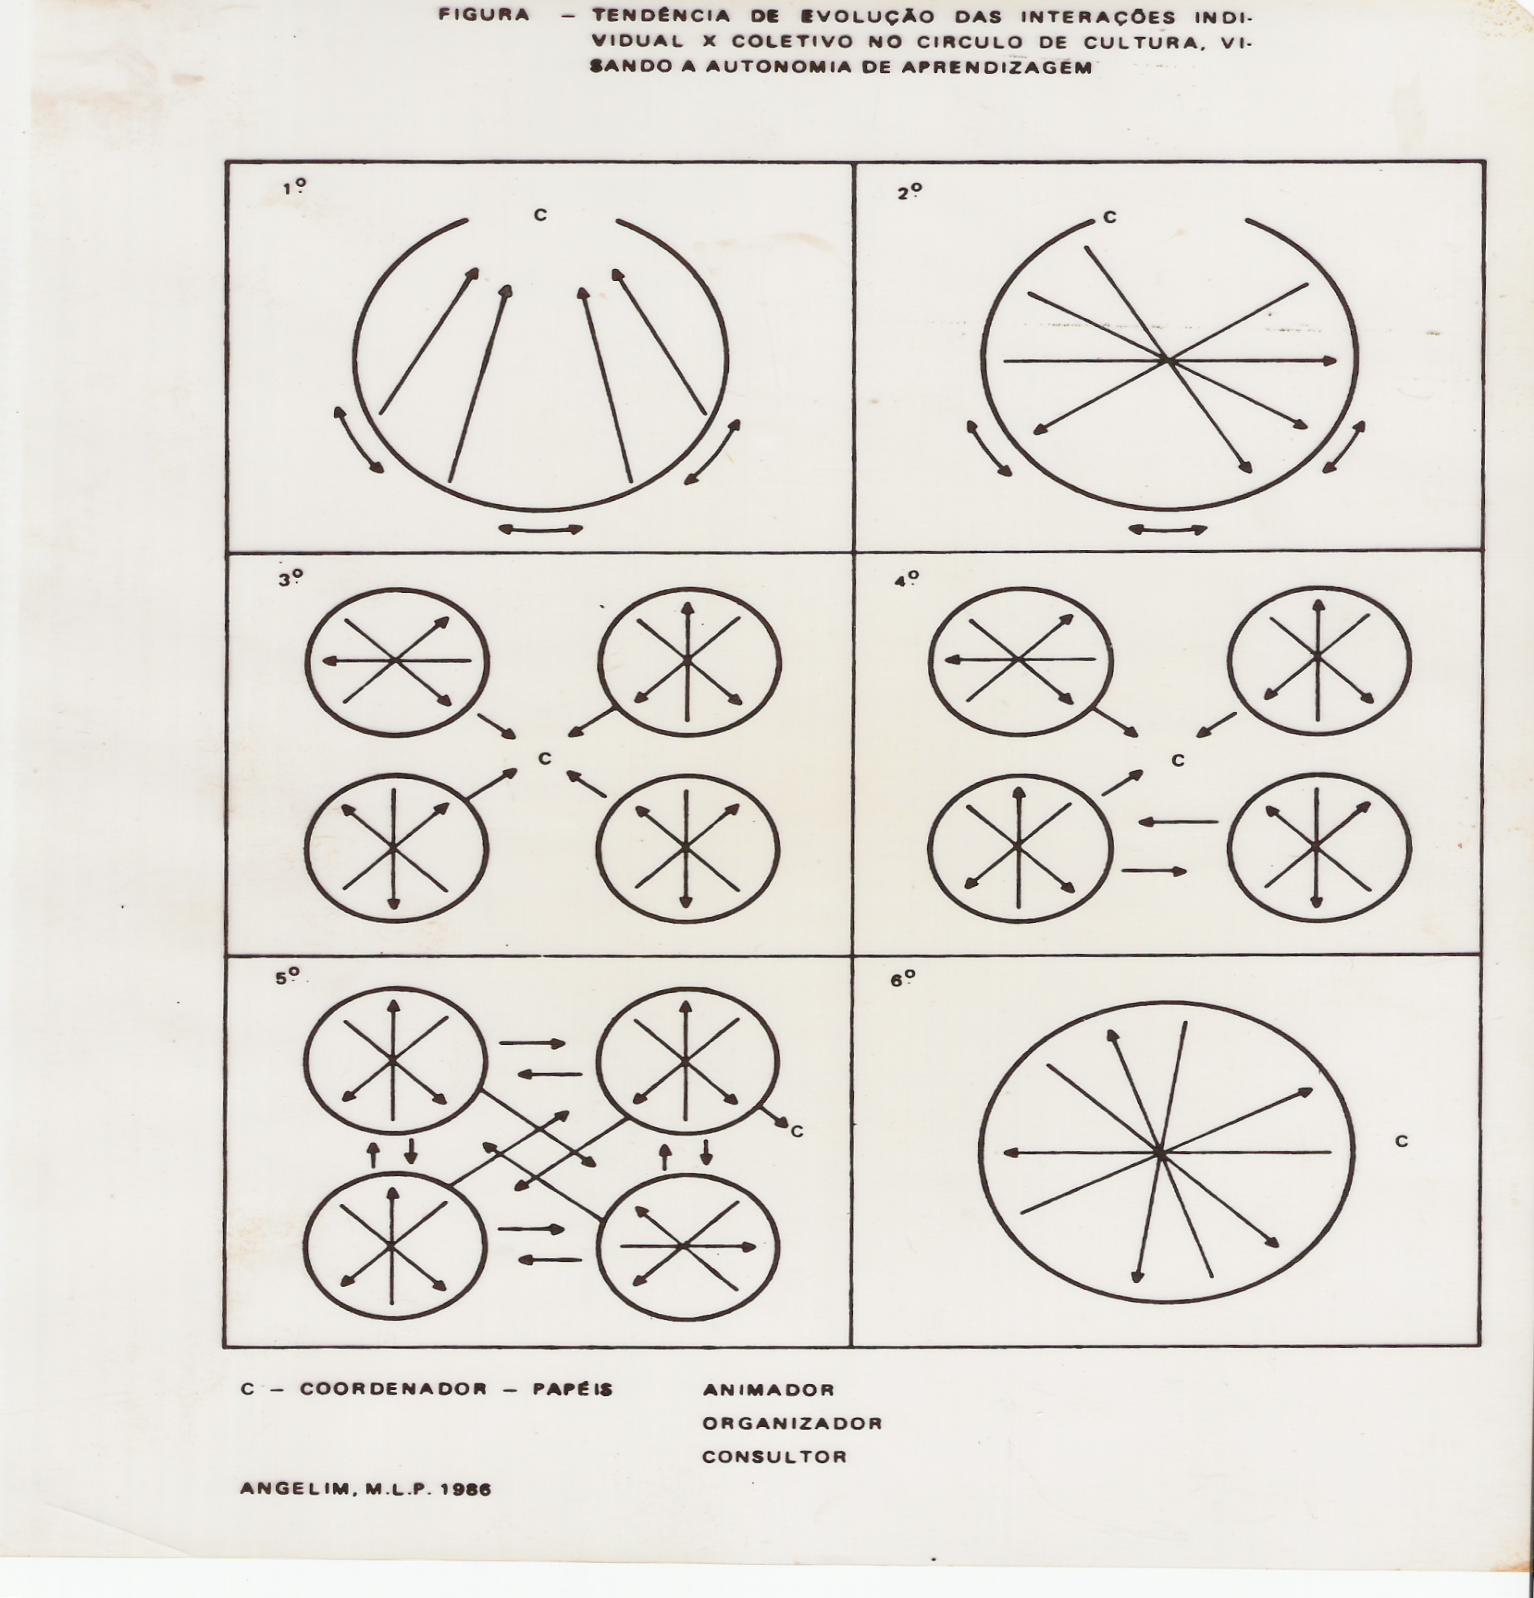 FIGURA – TENDÊNCIA DE EVOLUÇÃO DAS INTERAÇÕES INDI-
VIDUAL X COLETIVO NO CIRCULO DE CULTURA, VI-
SANDO A AUTONOMIA DE APRENDIZAGEM
1º
C
2º
C
3º
C
4º
C
5º
C
6º
C
C – COORDENADOR – PAPÉIS ANIMADOR
ORGANIZADOR
CONSULTOR
ANGELIM, M.L.P. 1986